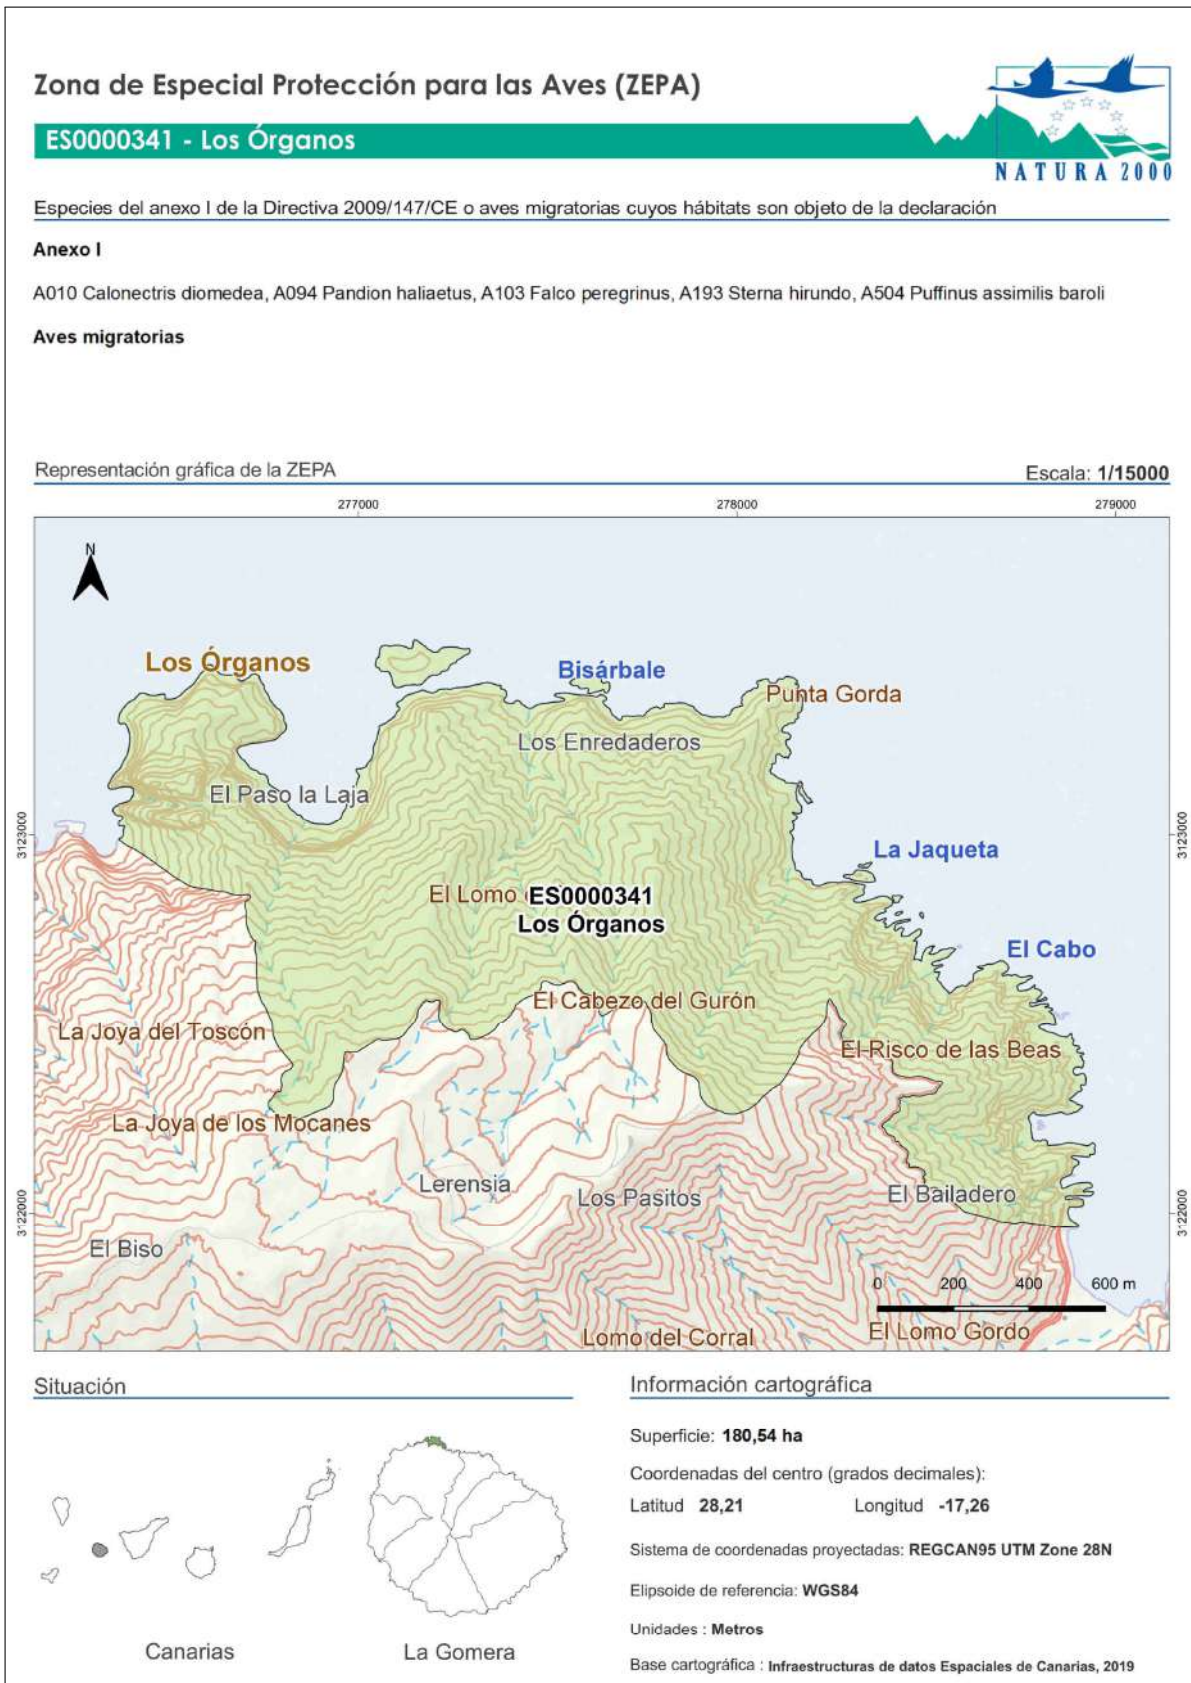 Zona de Especial Protección para las Aves (ZEPA)
ES0000341 - Los Órganos
NATURA 2000
Especies del anexo I de la Directiva 2009/147/CE o aves migratorias cuyos hábitats son objeto de la declaración
Anexo I
A010 Calonectris diomedea, A094 Pandion haliaetus, A103 Falco peregrinus, A193 Sterna hirundo, A504 Puffinus assimilis baroli
Aves migratorias
Representación gráfica de la ZEPA
Escala: 1/15000
277000
278000
279000
N
Los Órganos
Bisárbale
Punta Gorda
Los Enredaderos
El Paso la Laja
3123000
3123000
La Jaqueta
El Lomo
ES0000341
Los Órganos
El Cabo
El Cabezo del Gurón
La Joya del Toscón
El Risco de las Beas
La Joya de los Mocanes
Lerensia
Los Pasitos
El Bailadero
3122000
3122000
El Biso
0 200 400 600 m
Lomo del Corral
El Lomo Gordo
Situación
Canarias
La Gomera
Información cartográfica
Superficie: 180,54 ha
Coordenadas del centro (grados decimales):
Latitud 28,21 Longitud -17,26
Sistema de coordenadas proyectadas: REGCAN95 UTM Zone 28N
Elipsoide de referencia: WGS84
Unidades : Metros
Base cartográfica : Infraestructuras de datos Espaciales de Canarias, 2019